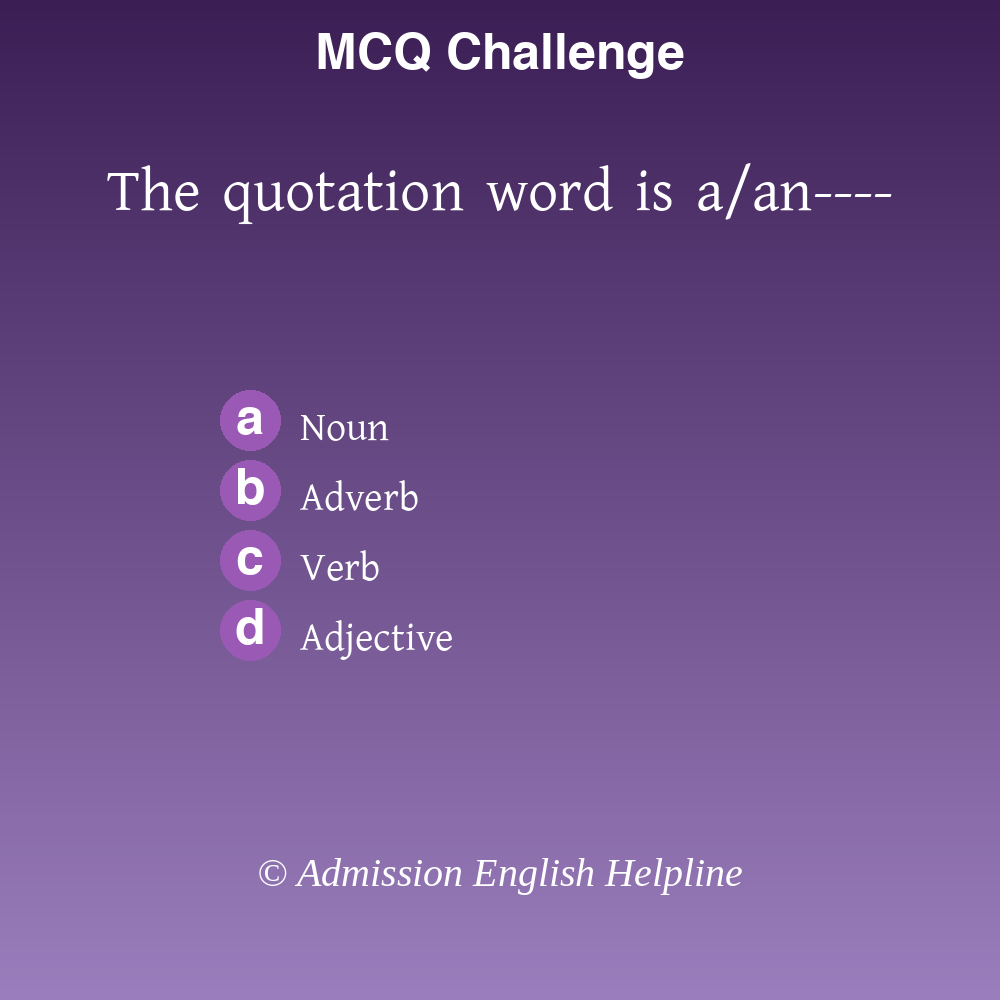 MCQ Challenge
The quotation word is a/an----
a Noun
b Adverb
c Verb
d Adjective
© Admission English Helpline